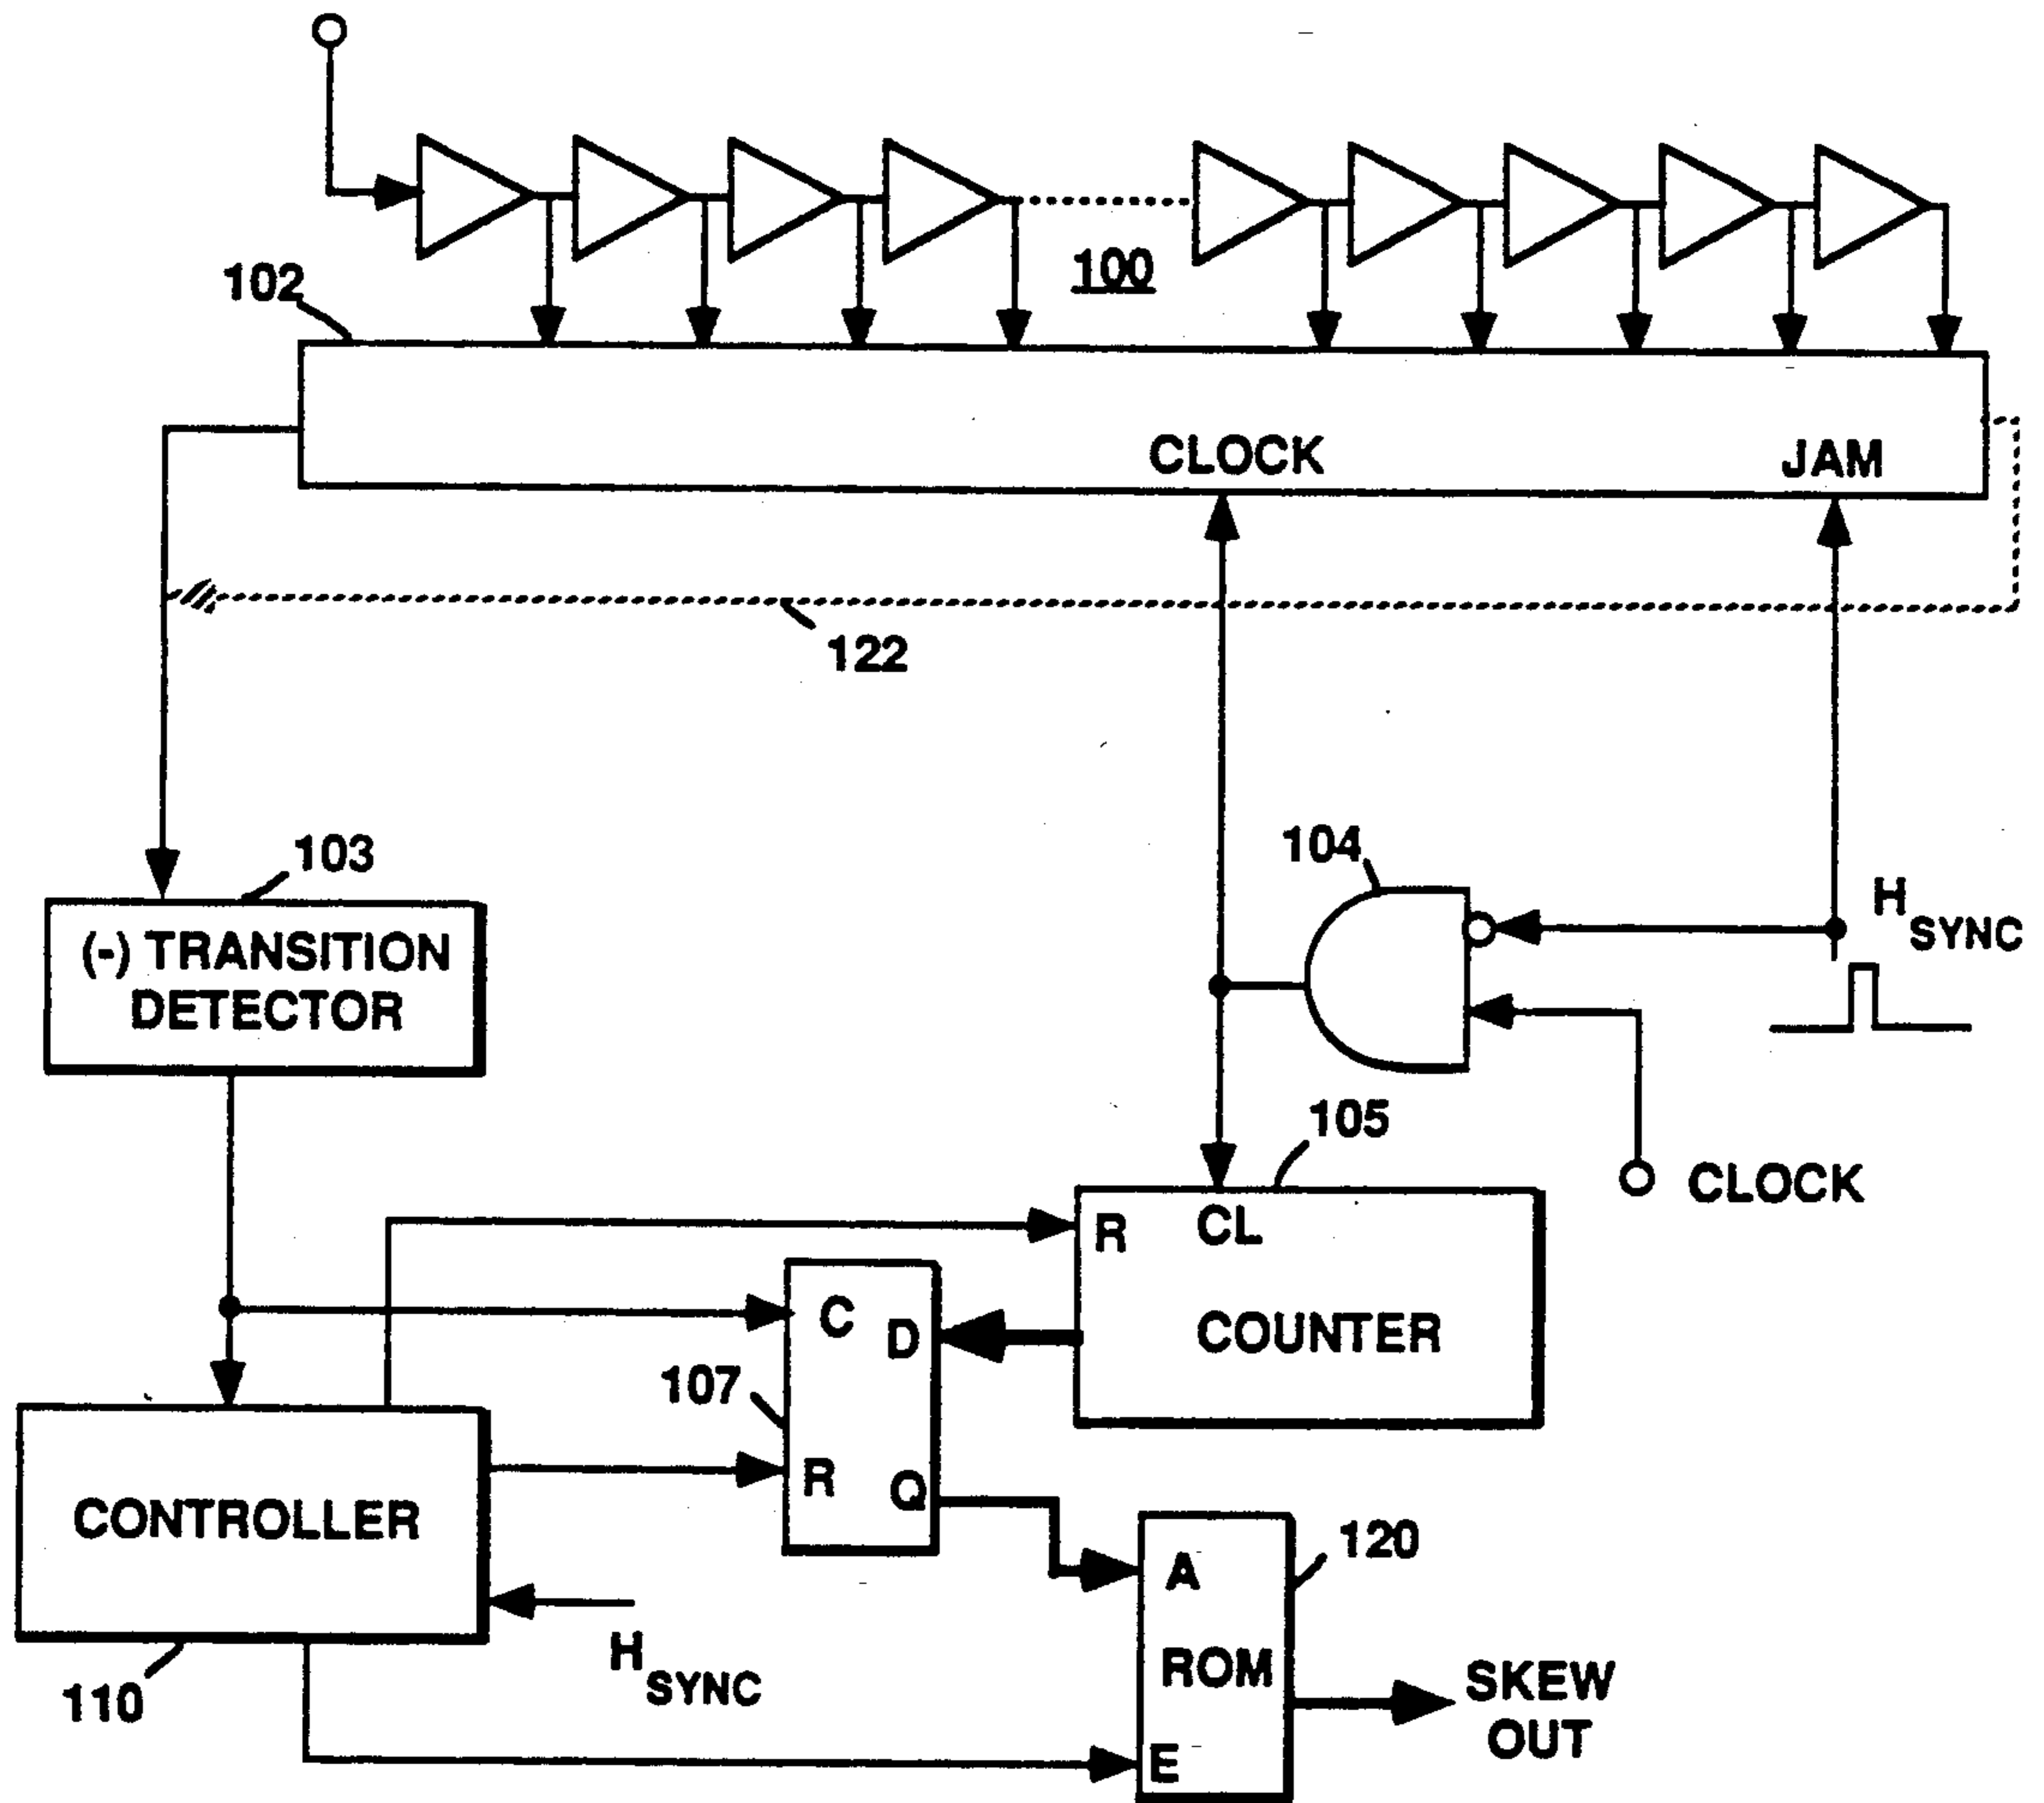 100
102
CLOCK
JAM
122
104
H
SYNC
103
(-) TRANSITION
DETECTOR
105
CLOCK
R
CL
COUNTER
C
D
107
R
Q
CONTROLLER
120
A
ROM
E
H
SYNC
110
SKEW
OUT